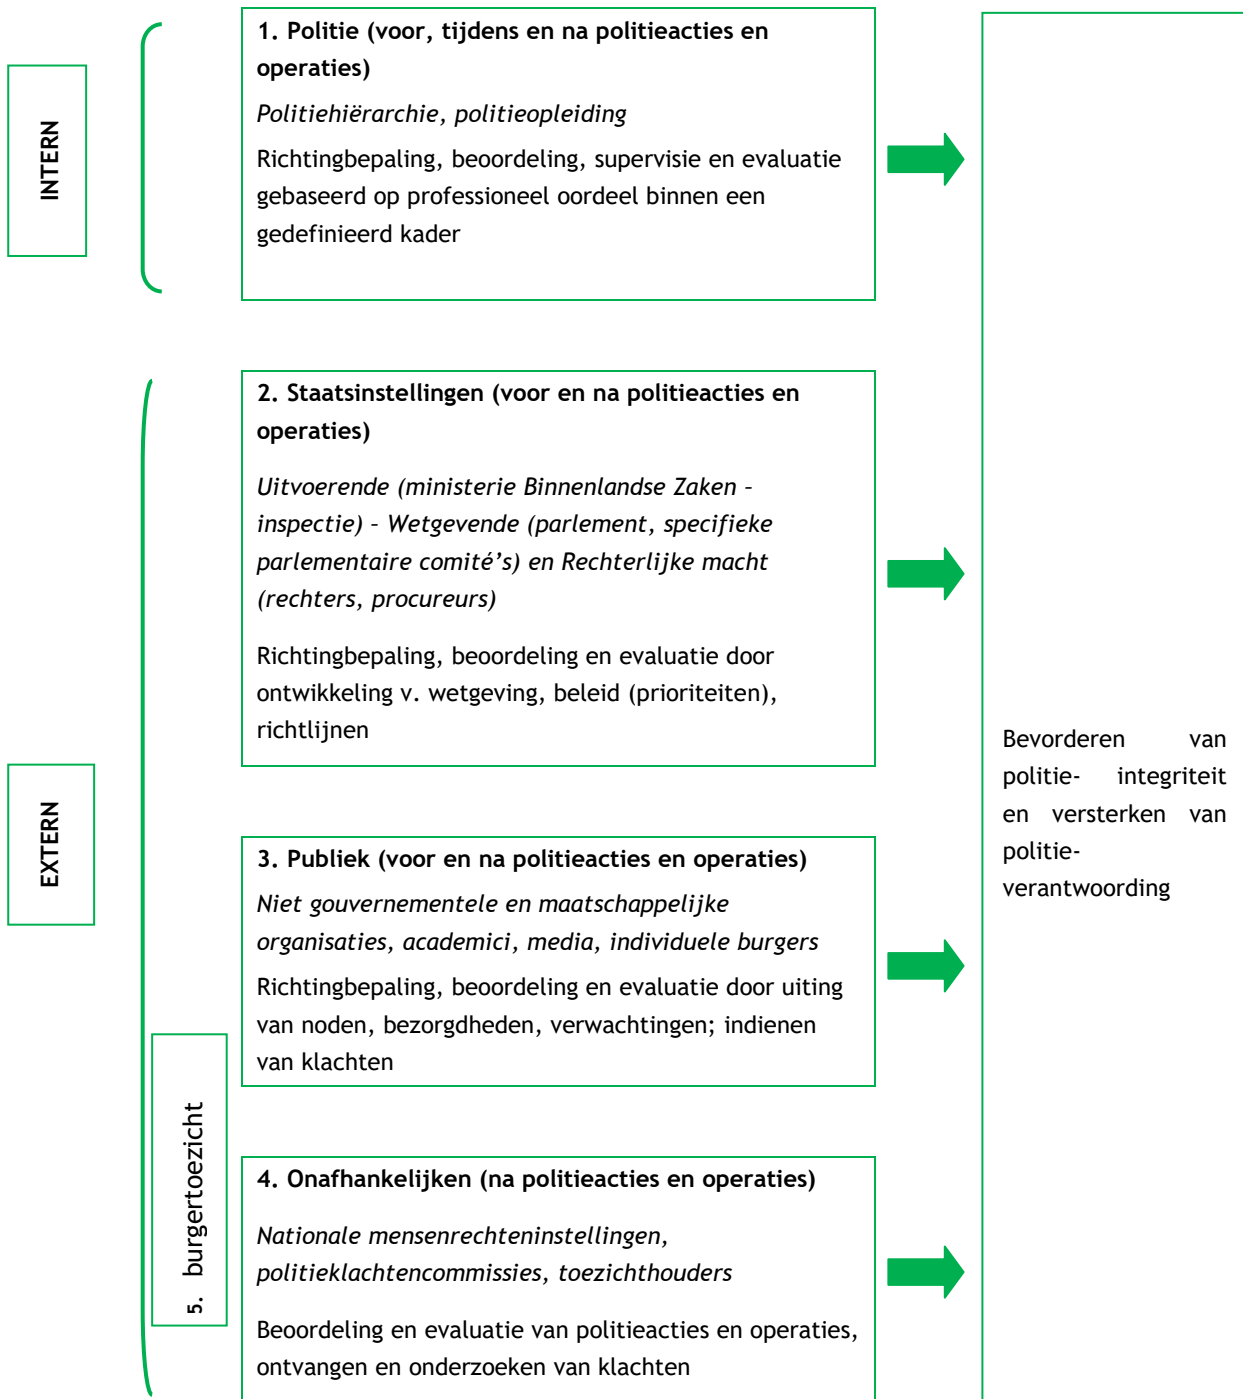 INTERN
1. Politie (voor, tijdens en na politieacties en
operaties)
Politiehiërarchie, politieopleiding
Richtingbepaling, beoordeling, supervisie en evaluatie
gebaseerd op professioneel oordeel binnen een
gedefinieerd kader
EXTERN
2. Staatsinstellingen (voor en na politieacties en
operaties)
Uitvoerende (ministerie Binnenlandse Zaken –
inspectie) – Wetgevende (parlement, specifieke
parlementaire comité’s) en Rechterlijke macht
(rechters, procureurs)
Richtingbepaling, beoordeling en evaluatie door
ontwikkeling v. wetgeving, beleid (prioriteiten),
richtlijnen
3. Publiek (voor en na politieacties en operaties)
Niet gouvernementele en maatschappelijke
organisaties, academici, media, individuele burgers
Richtingbepaling, beoordeling en evaluatie door uiting
van noden, bezorgdheden, verwachtingen; indienen
van klachten
5. burgertoezicht
4. Onafhankelijken (na politieacties en operaties)
Nationale mensenrechteninstellingen,
politieklachtencommissies, toezichthouders
Beoordeling en evaluatie van politieacties en operaties,
ontvangen en onderzoeken van klachten
Bevorderen van
politie- integriteit
en versterken van
politie-
verantwoording